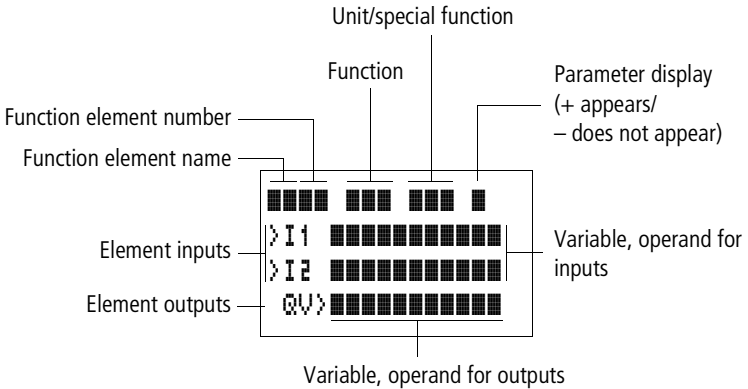 Unit/special function
Function
Parameter display
(+ appears/
– does not appear)
Function element number
Function element name
>I1
>I2
QV>
Element inputs
Element outputs
Variable, operand for
inputs
Variable, operand for outputs